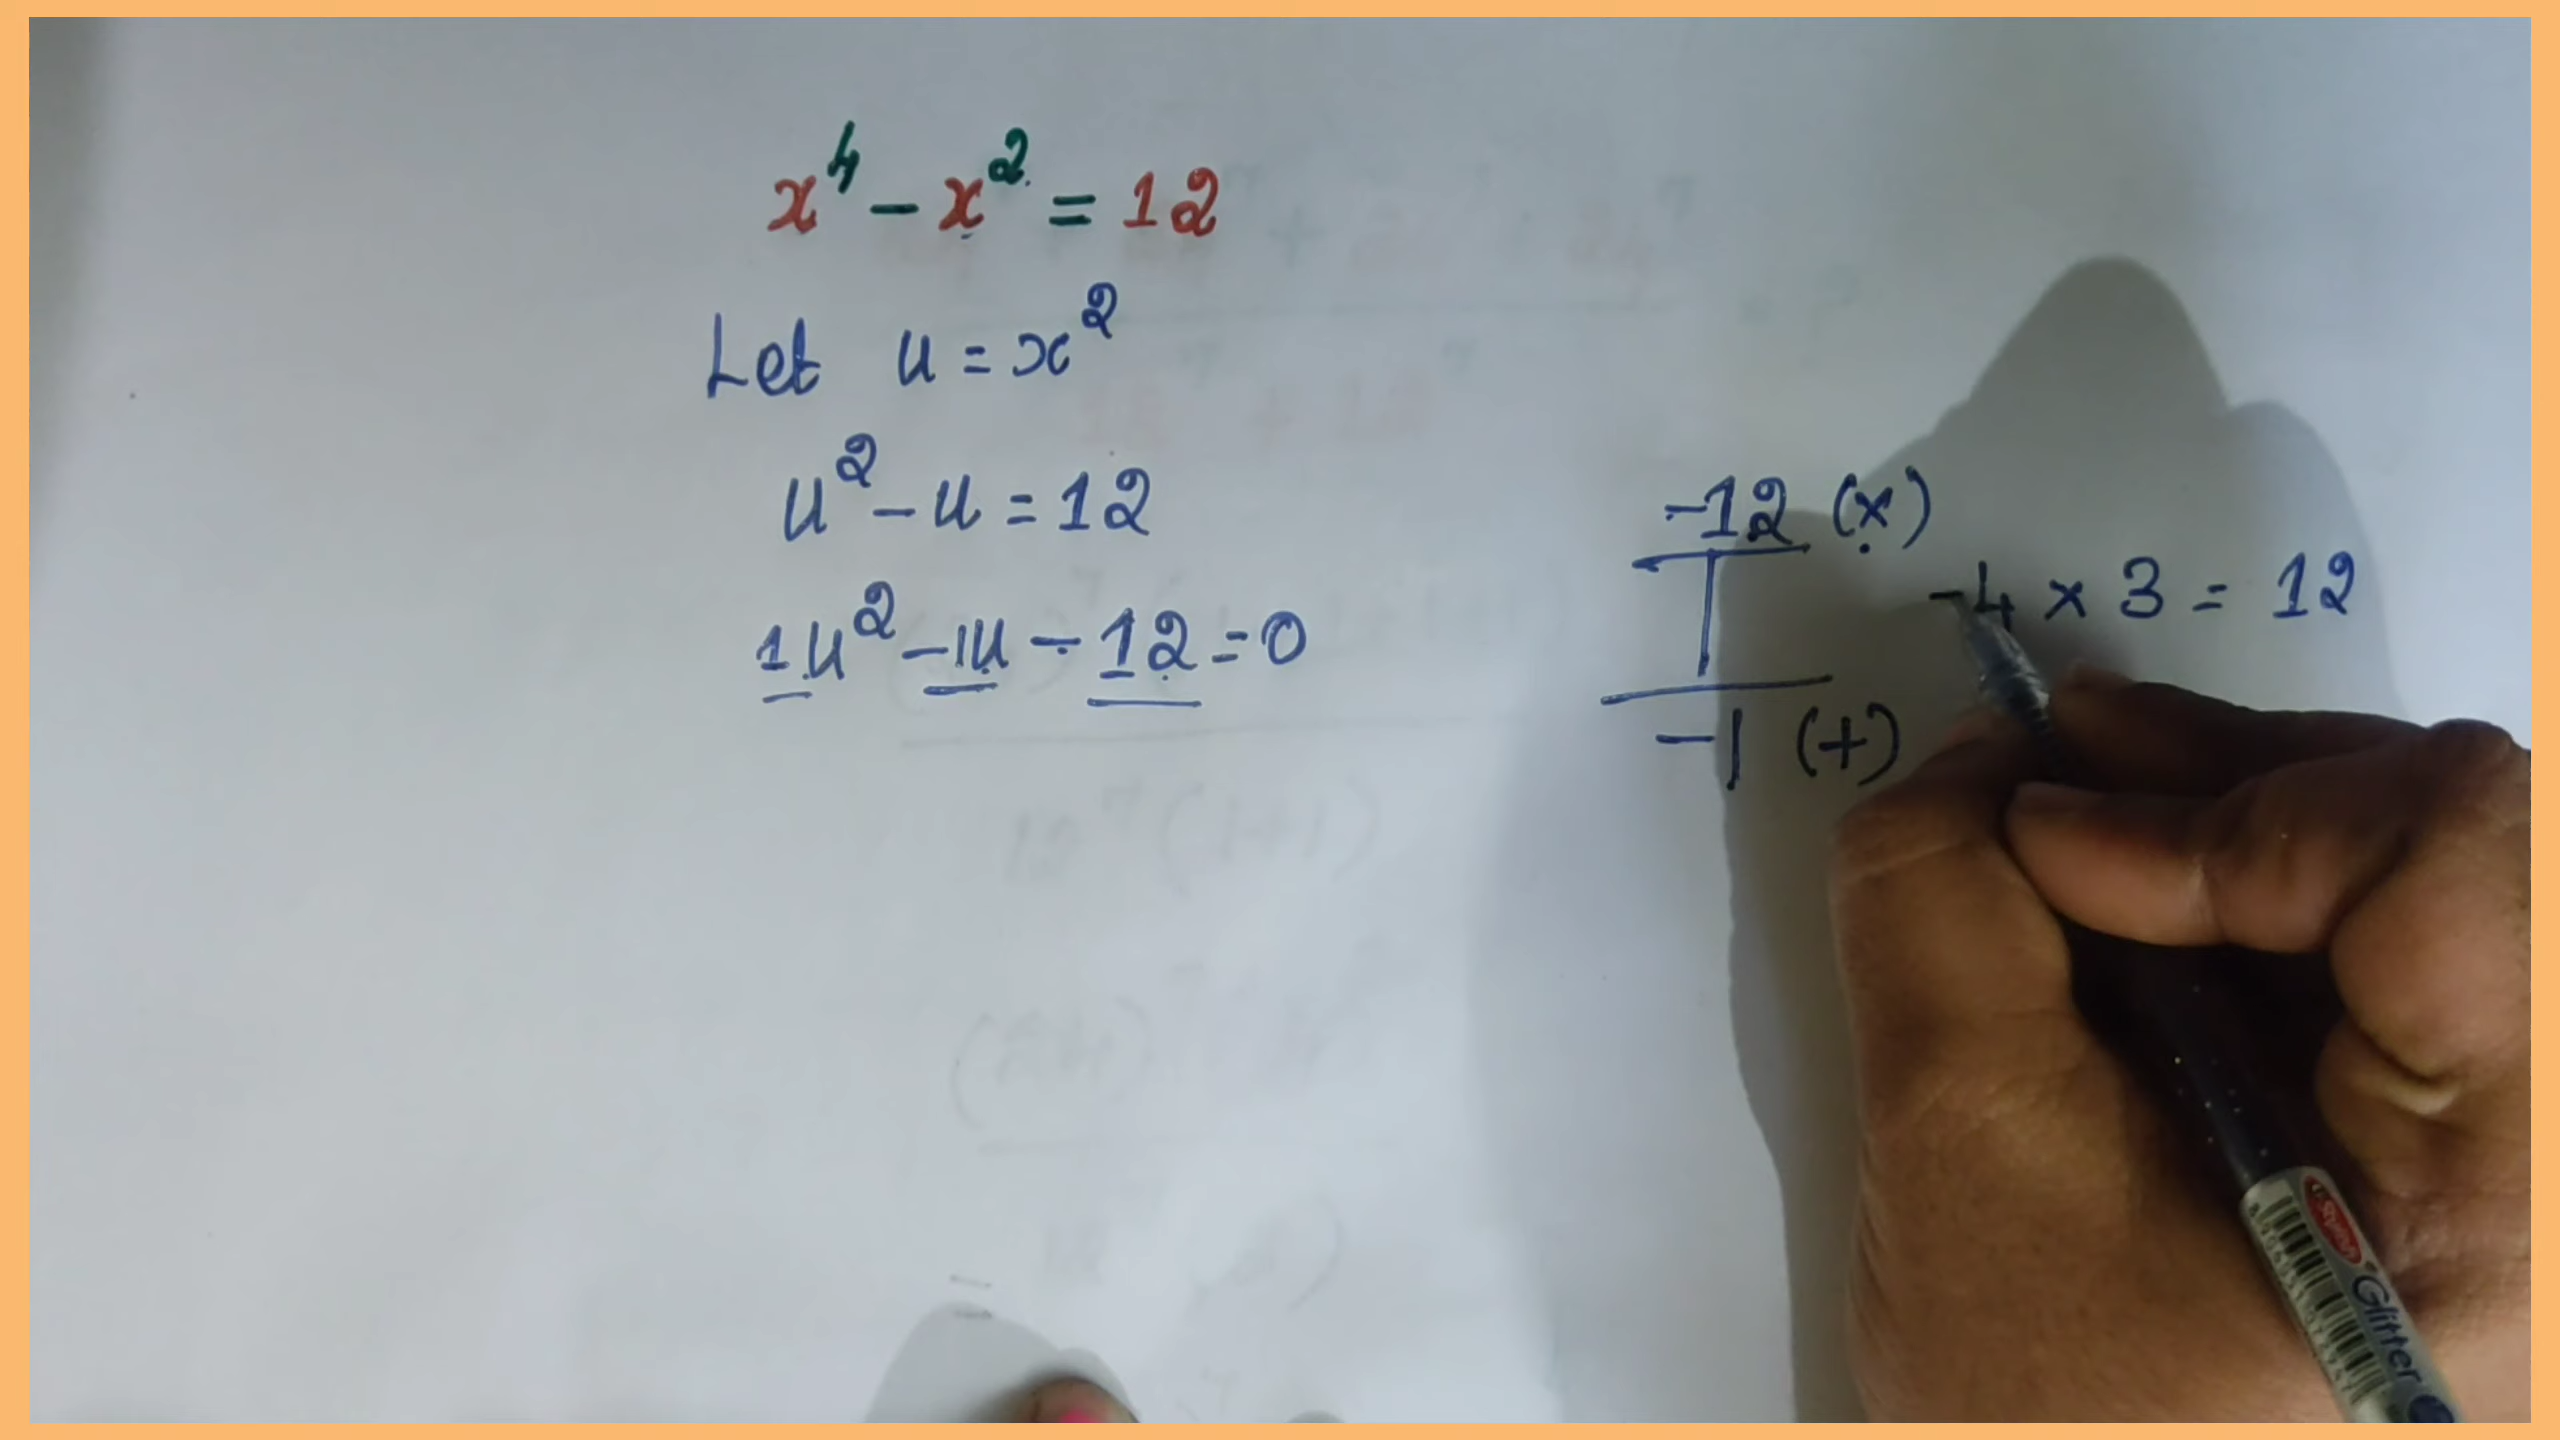 x⁴ - x² = 12
Let u = x²
u² - u = 12
1u² - 1u - 12 = 0
-12 (x)
-4 x 3 = 12
-1 (+)
Glitter